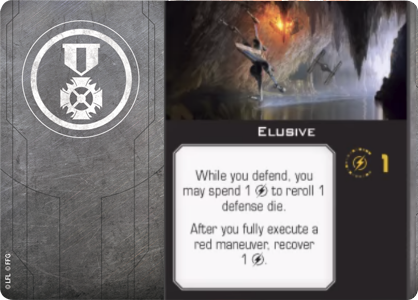 Elusive
While you defend, you
may spend 1 to reroll 1
defense die.
After you fully execute a
red maneuver, recover
1 .
1
© LFL © FFG